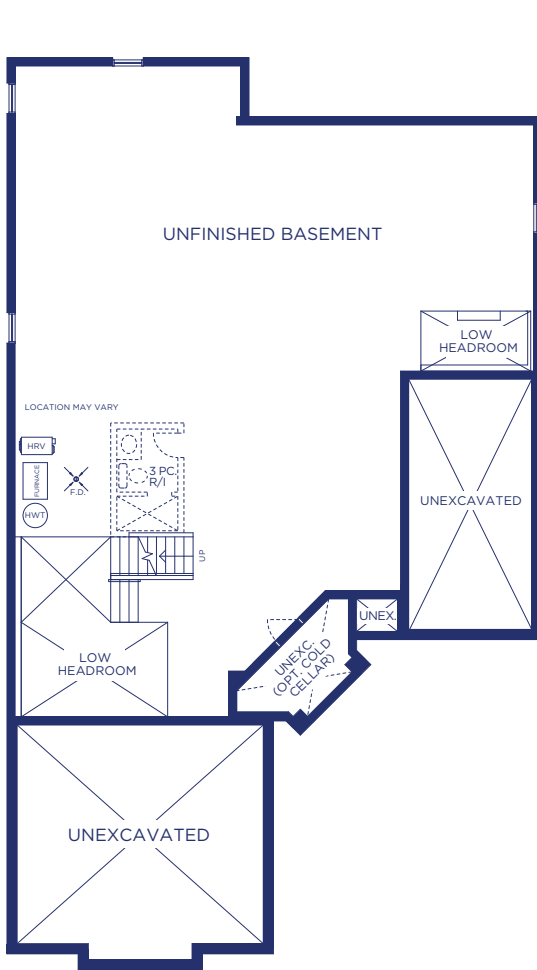 UNFINISHED BASEMENT
LOW
HEADROOM
LOCATION MAY VARY
HRV
FURNACE
F.D.
HWT
3 PC.
R/I
UP
UNEXCAVATED
UNEX.
UNEXC.
(OPT. COLD
CELLAR)
LOW
HEADROOM
UNEXCAVATED